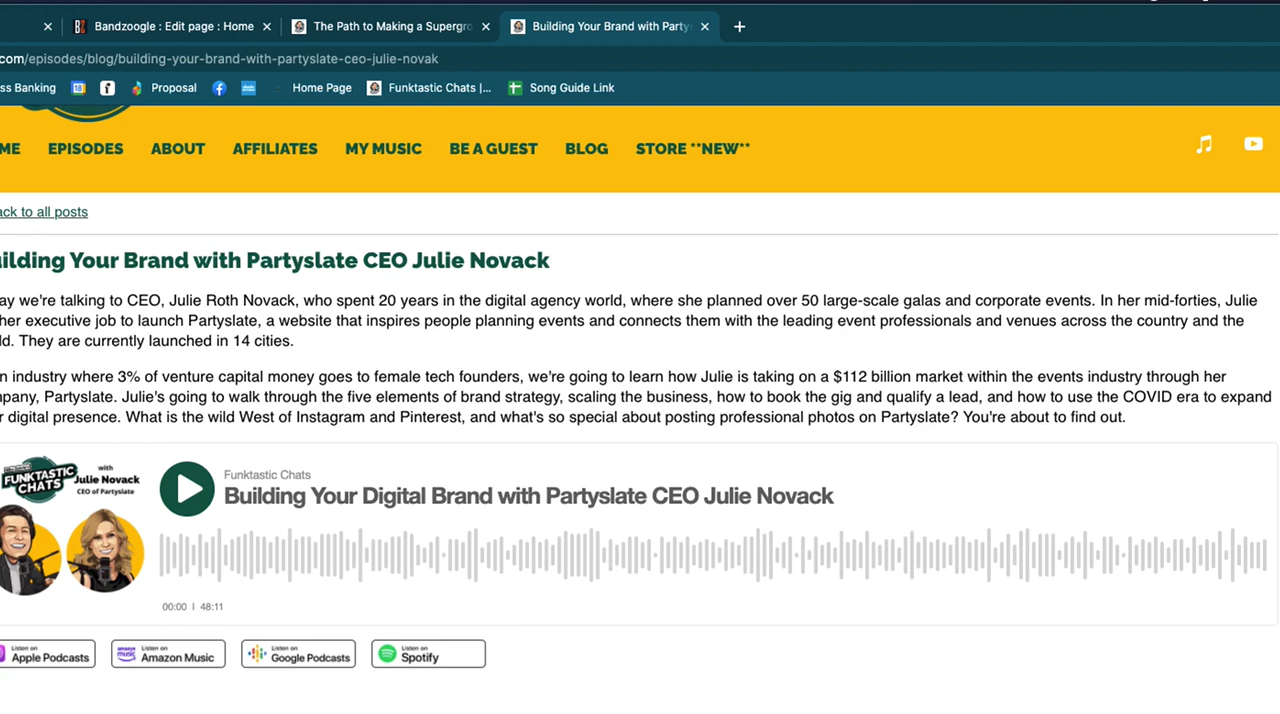 Bandzoogle : Edit page : Home
The Path to Making a Supergro
Building Your Brand with Party
com/episodes/blog/building-your-brand-with-partyslate-ceo-julie-novak
ss Banking
18
Proposal
Home Page
Funktastic Chats |...
Song Guide Link
ME
EPISODES
ABOUT
AFFILIATES
MY MUSIC
BE A GUEST
BLOG
STORE **NEW**
ack to all posts
ilding Your Brand with Partyslate CEO Julie Novack
ay we're talking to CEO, Julie Roth Novack, who spent 20 years in the digital agency world, where she planned over 50 large-scale galas and corporate events. In her mid-forties, Julie
her executive job to launch Partyslate, a website that inspires people planning events and connects them with the leading event professionals and venues across the country and the
ld. They are currently launched in 14 cities.
n industry where 3% of venture capital money goes to female tech founders, we're going to learn how Julie is taking on a $112 billion market within the events industry through her
mpany, Partyslate. Julie's going to walk through the five elements of brand strategy, scaling the business, how to book the gig and qualify a lead, and how to use the COVID era to expand
r digital presence. What is the wild West of Instagram and Pinterest, and what's so special about posting professional photos on Partyslate? You're about to find out.
FUNKTASTIC
CHATS
with
Julie Novack
CEO of Partyslate
Funktastic Chats
Building Your Digital Brand with Partyslate CEO Julie Novack
00:00 | 48:11
Listen on
Apple Podcasts
amazon music
Listen on
Amazon Music
Listen on
Google Podcasts
Listen on
Spotify